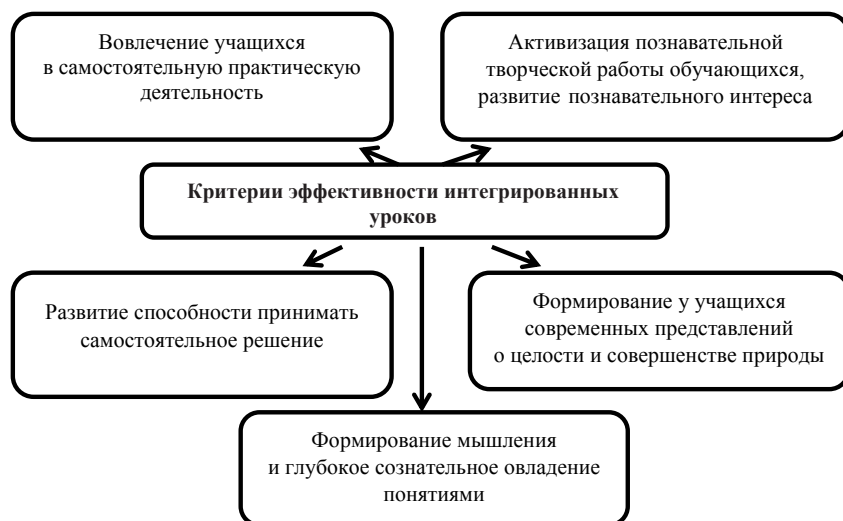 Вовлечение учащихся
в самостоятельную практическую
деятельность
Активизация познавательной
творческой работы обучающихся,
развитие познавательного интереса
Критерии эффективности интегрированных
уроков
Развитие способности принимать
самостоятельное решение
Формирование у учащихся
современных представлений
о целости и совершенстве природы
Формирование мышления
и глубокое сознательное овладение
понятиями